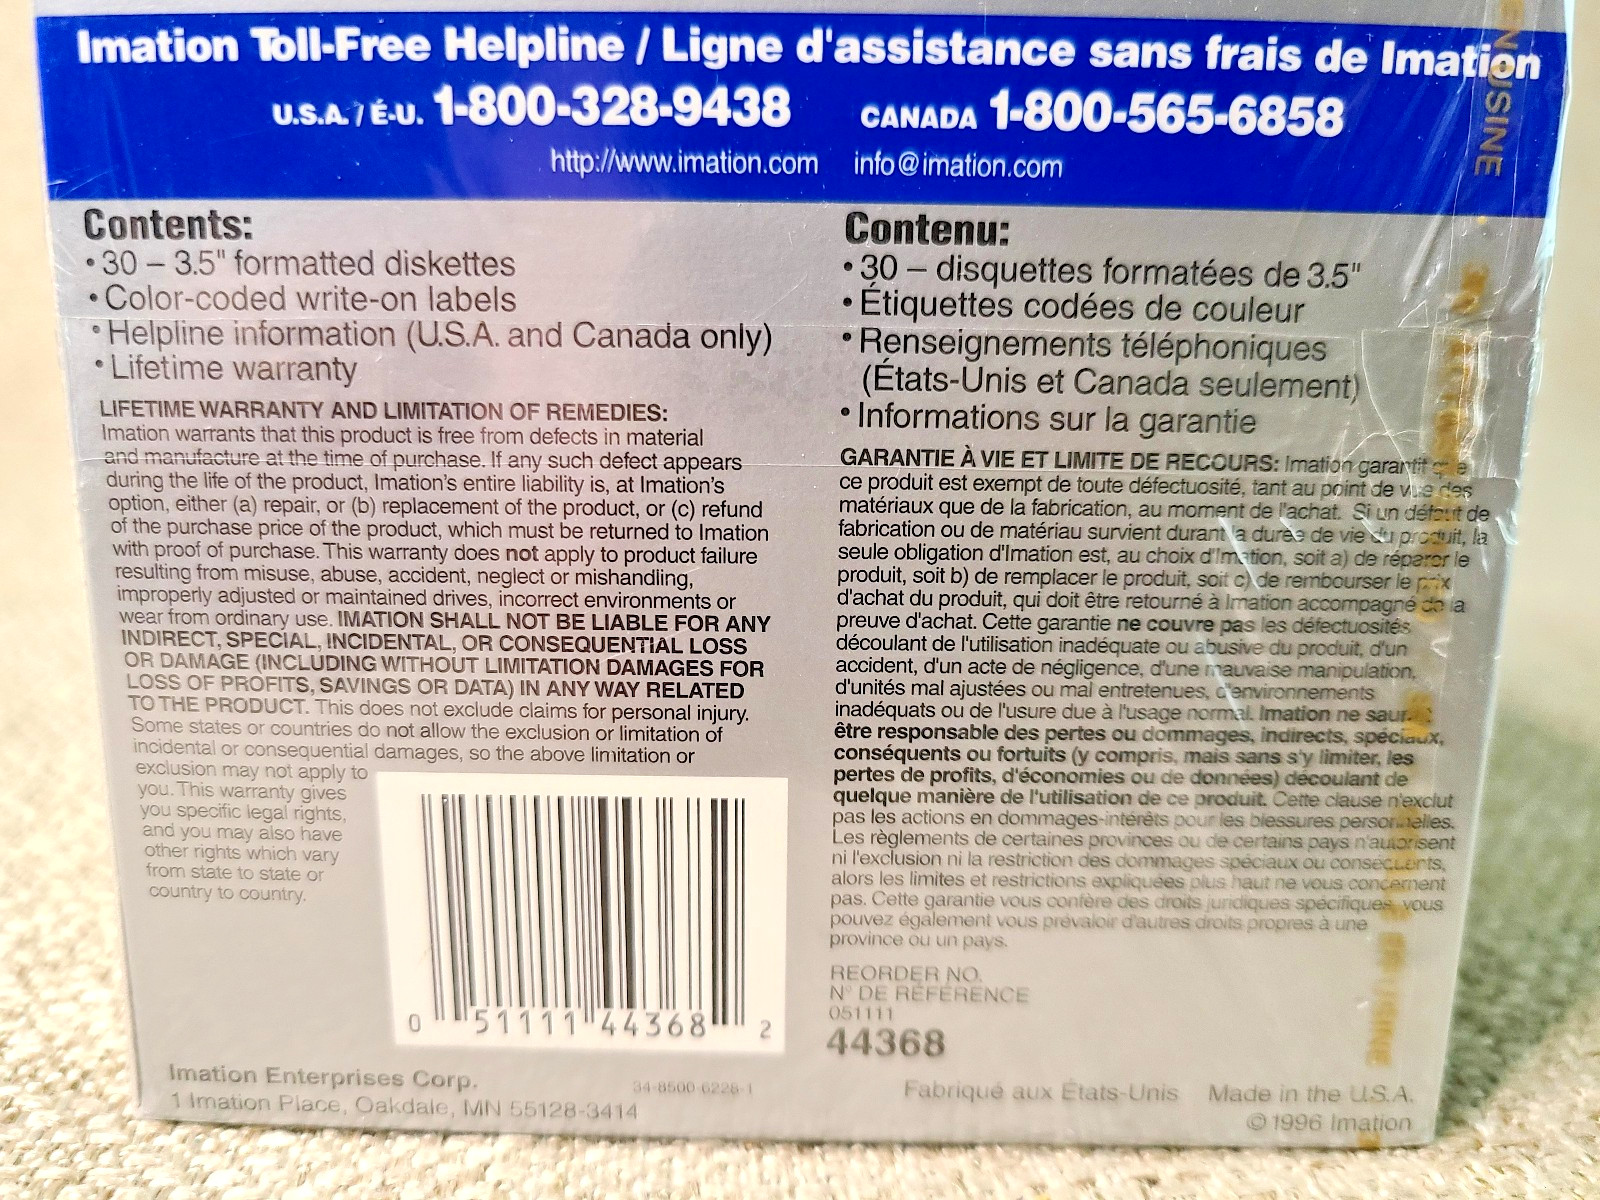 Imation Toll-Free Helpline / Ligne d'assistance sans frais de Imation
U.S.A. / É-U. 1-800-328-9438 CANADA 1-800-565-6858
http://www.imation.com info@imation.com
Contents:
• 30 – 3.5" formatted diskettes
• Color-coded write-on labels
• Helpline information (U.S.A. and Canada only)
• Lifetime warranty
LIFETIME WARRANTY AND LIMITATION OF REMEDIES:
Imation warrants that this product is free from defects in material
and manufacture at the time of purchase. If any such defect appears
during the life of the product, Imation's entire liability is, at Imation's
option, either (a) repair, or (b) replacement of the product, or (c) refund
of the purchase price of the product, which must be returned to Imation
with proof of purchase. This warranty does not apply to product failure
resulting from misuse, abuse, accident, neglect or mishandling,
improperly adjusted or maintained drives, incorrect environments or
wear from ordinary use. IMATION SHALL NOT BE LIABLE FOR ANY
INDIRECT, SPECIAL, INCIDENTAL, OR CONSEQUENTIAL LOSS
OR DAMAGE (INCLUDING WITHOUT LIMITATION DAMAGES FOR
LOSS OF PROFITS, SAVINGS OR DATA) IN ANY WAY RELATED
TO THE PRODUCT. This does not exclude claims for personal injury.
Some states or countries do not allow the exclusion or limitation of
incidental or consequential damages, so the above limitation or
exclusion may not apply to
you. This warranty gives
you specific legal rights,
and you may also have
other rights which vary
from state to state or
country to country.
0 51111 44368 2
Imation Enterprises Corp. 34-8500-6228-1
1 Imation Place, Oakdale, MN 55128-3414
Contenu:
• 30 – disquettes formatées de 3.5"
• Étiquettes codées de couleur
• Renseignements téléphoniques
(États-Unis et Canada seulement)
• Informations sur la garantie
GARANTIE À VIE ET LIMITE DE RECOURS: Imation garantit que
ce produit est exempt de toute défectuosité, tant au point de vue des
matériaux que de la fabrication, au moment de l'achat. Si un défaut de
fabrication ou de matériau survient durant la durée de vie du produit, la
seule obligation d'Imation est, au choix d'Imation, soit a) de réparer le
produit, soit b) de remplacer le produit, soit c) de rembourser le prix
d'achat du produit, qui doit être retourné à Imation accompagné de la
preuve d'achat. Cette garantie ne couvre pas les défectuosités
découlant de l'utilisation inadéquate ou abusive du produit, d'un
accident, d'un acte de négligence, d'une mauvaise manipulation,
d'unités mal ajustées ou mal entretenues, d'environnements
inadéquats ou de l'usure due à l'usage normal. Imation ne saurait
être responsable des pertes ou dommages, indirects, spéciaux,
conséquents ou fortuits (y compris, mais sans s'y limiter, les
pertes de profits, d'économies ou de données) découlant de
quelque manière de l'utilisation de ce produit. Cette clause n'exclut
pas les actions en dommages-intérêts pour les blessures personnelles.
Les règlements de certaines provinces ou de certains pays n'autorisent
ni l'exclusion ni la restriction des dommages spéciaux ou conséquents,
alors les limites et restrictions expliquées plus haut ne vous concernent
pas. Cette garantie vous confère des droits juridiques spécifiques, vous
pouvez également vous prévaloir d'autres droits propres à une
province ou un pays.
REORDER NO.
N° DE RÉFÉRENCE
051111
44368
Fabriqué aux États-Unis Made in the U.S.A.
© 1996 Imation
EN USINE